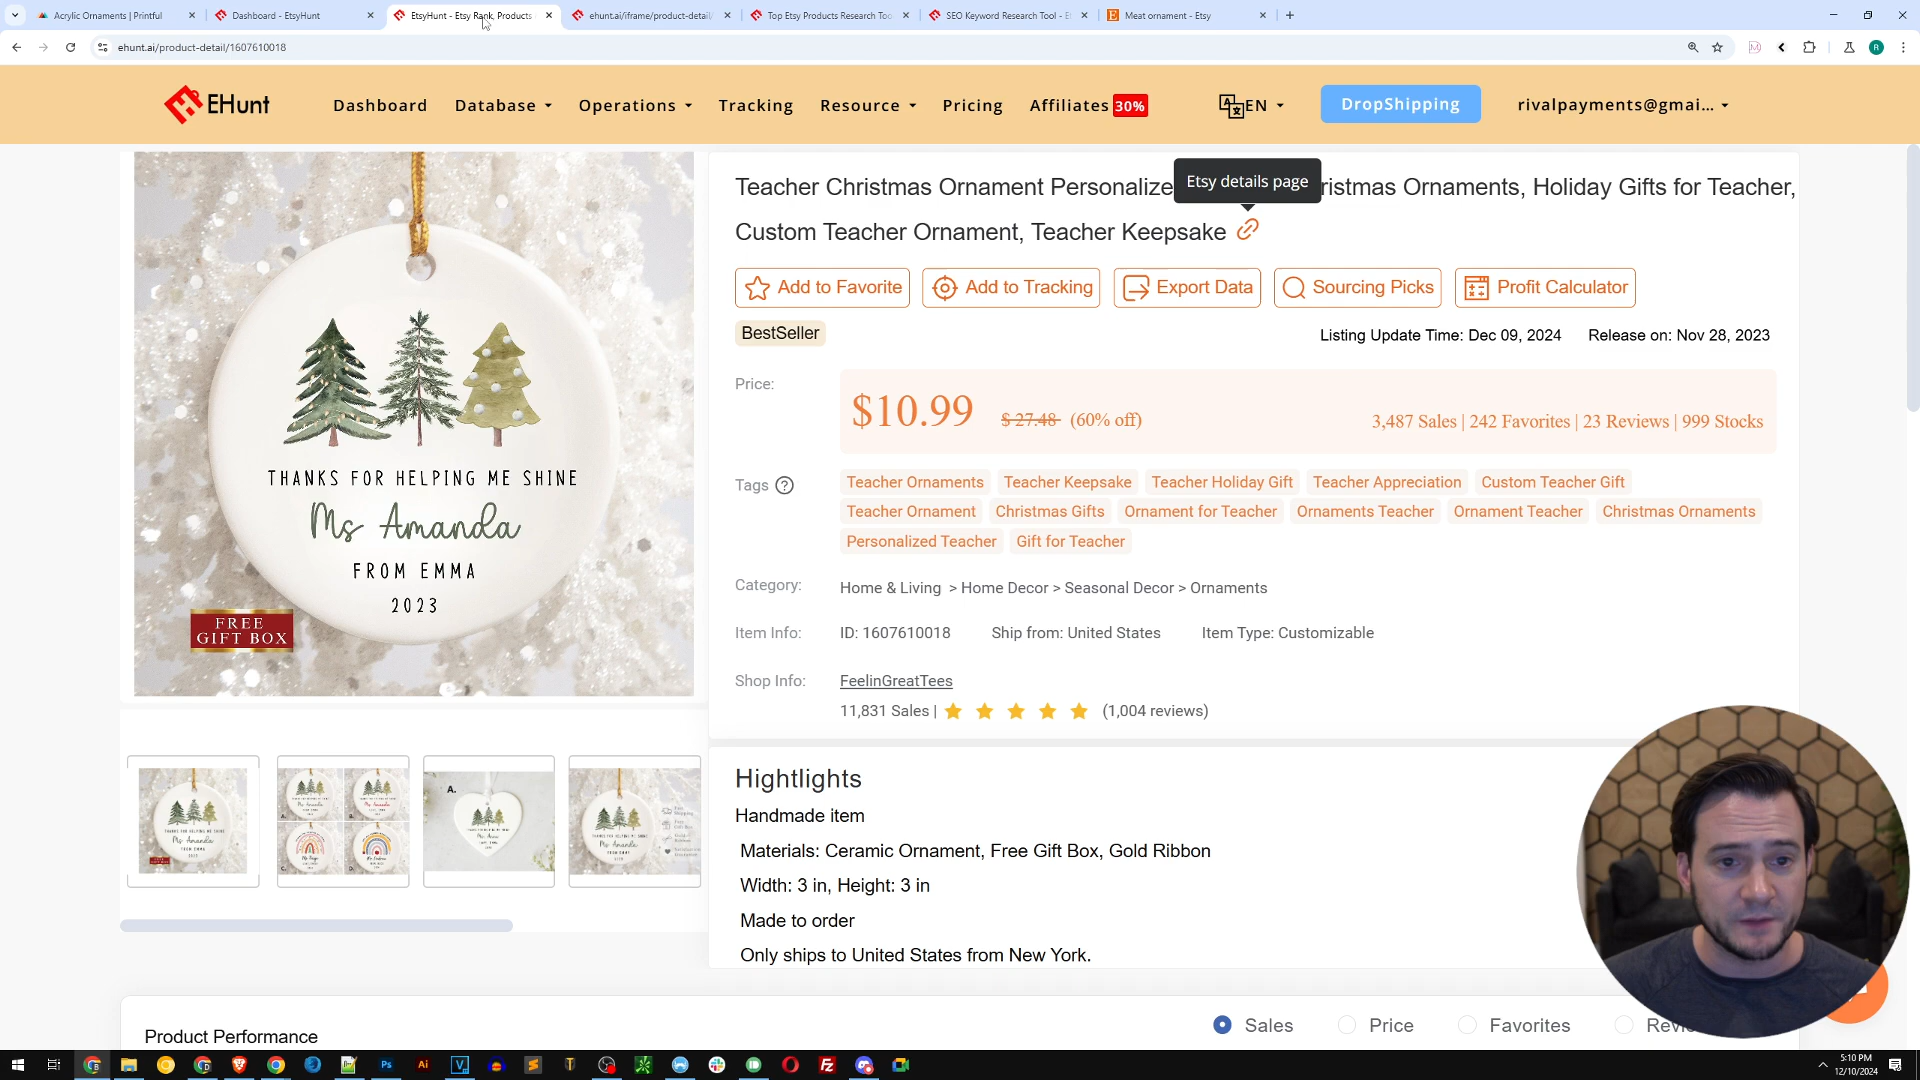 Acrylic Ornaments | Printful
Dashboard - EtsyHunt
EtsyHunt - Etsy Rank, Products
ehunt.ai/iframe/product-detail/
Top Etsy Products Research Too
SEO Keyword Research Tool - E
Meat ornament - Etsy
ehunt.ai/product-detail/1607610018
EHunt
Dashboard
Database
Operations
Tracking
Resource
Pricing
Affiliates 30%
EN
DropShipping
rivalpayments@gmai...
Etsy details page
Teacher Christmas Ornament Personalize ristmas Ornaments, Holiday Gifts for Teacher,
Custom Teacher Ornament, Teacher Keepsake
Add to Favorite
Add to Tracking
Export Data
Sourcing Picks
Profit Calculator
BestSeller
Listing Update Time: Dec 09, 2024
Release on: Nov 28, 2023
Price:
$10.99 $ 27.48 (60% off)
3,487 Sales | 242 Favorites | 23 Reviews | 999 Stocks
Tags
Teacher Ornaments
Teacher Keepsake
Teacher Holiday Gift
Teacher Appreciation
Custom Teacher Gift
Teacher Ornament
Christmas Gifts
Ornament for Teacher
Ornaments Teacher
Ornament Teacher
Christmas Ornaments
Personalized Teacher
Gift for Teacher
Category:
Home & Living > Home Decor > Seasonal Decor > Ornaments
Item Info:
ID: 1607610018
Ship from: United States
Item Type: Customizable
Shop Info:
FeelinGreatTees
11,831 Sales |
(1,004 reviews)
THANKS FOR HELPING ME SHINE
Ms Amanda
FROM EMMA
2023
FREE
GIFT BOX
Hightlights
Handmade item
Materials: Ceramic Ornament, Free Gift Box, Gold Ribbon
Width: 3 in, Height: 3 in
Made to order
Only ships to United States from New York.
Product Performance
Sales
Price
Favorites
5:10 PM
12/10/2024